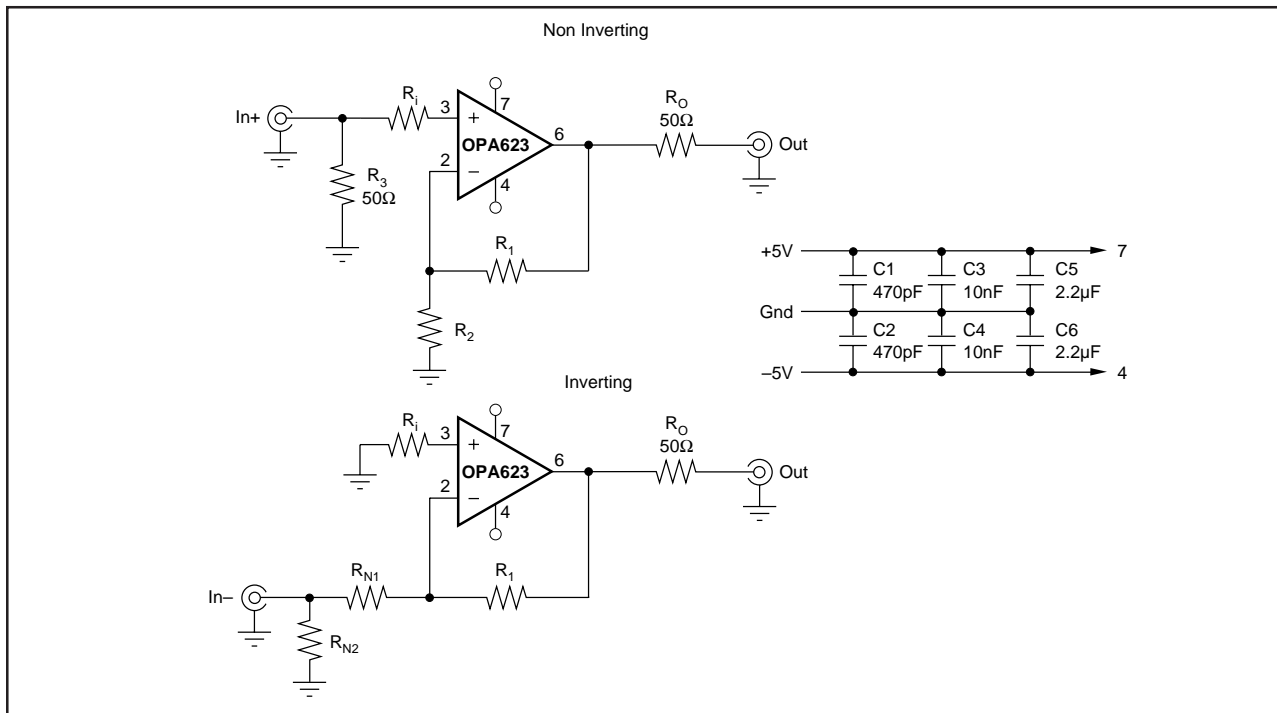 Non Inverting
In+
R3
50Ω
Ri
3
+
7
OPA623
2
–
4
6
RO
50Ω
Out
R1
R2
+5V
7
C1
470pF
C3
10nF
C5
2.2µF
Gnd
C2
470pF
C4
10nF
C6
2.2µF
–5V
4
Inverting
Ri
3
+
7
OPA623
2
–
4
6
RO
50Ω
Out
In–
RN1
RN2
R1